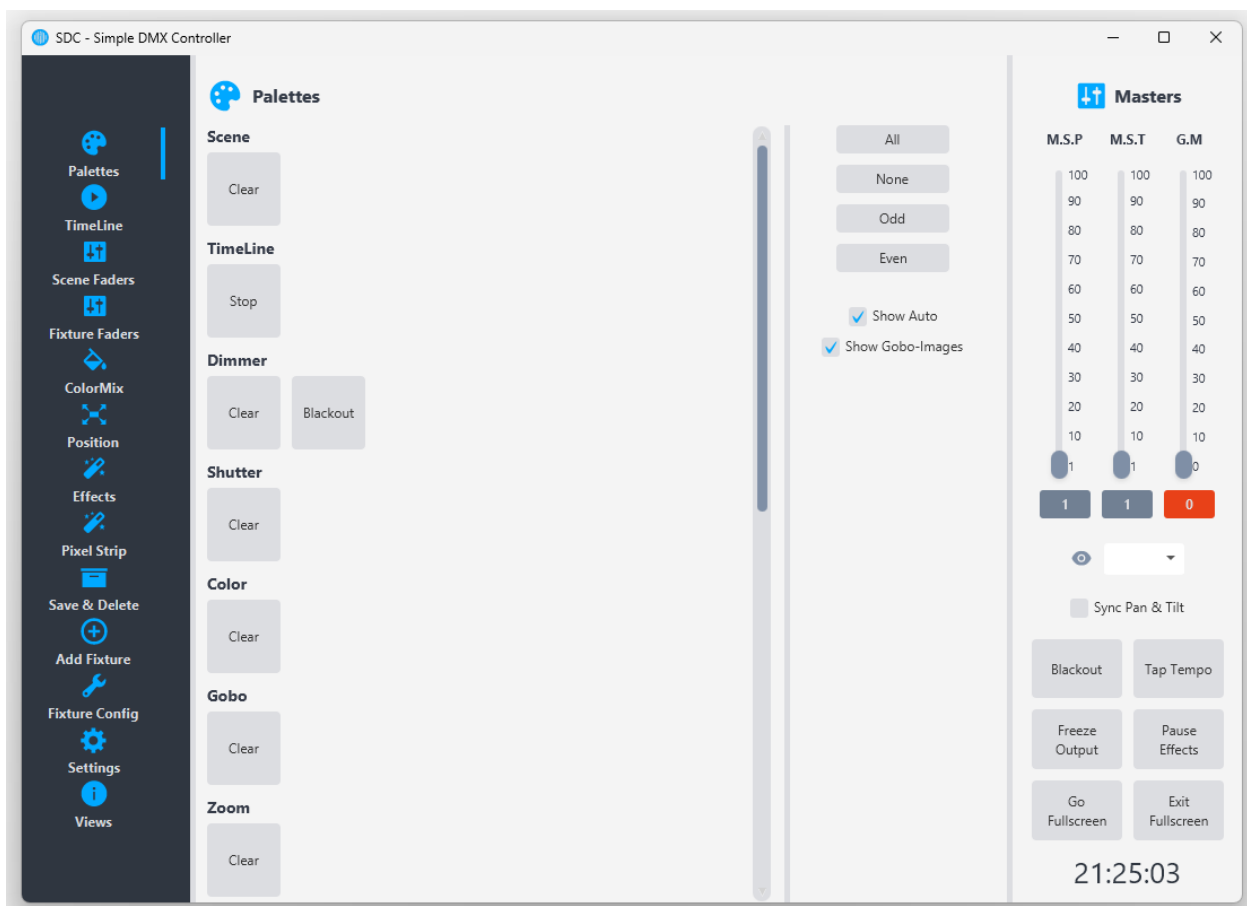 SDC - Simple DMX Controller
Palettes
TimeLine
Scene Faders
Fixture Faders
ColorMix
Position
Effects
Pixel Strip
Save & Delete
Add Fixture
Fixture Config
Settings
Views
Palettes
Scene
Clear
TimeLine
Stop
Dimmer
Clear Blackout
Shutter
Clear
Color
Clear
Gobo
Clear
Zoom
Clear
All
None
Odd
Even
Show Auto
Show Gobo-Images
Masters
M.S.P M.S.T G.M
100 100 100
90 90 90
80 80 80
70 70 70
60 60 60
50 50 50
40 40 40
30 30 30
20 20 20
10 10 10
1 1 0
1 1 0
Sync Pan & Tilt
Blackout Tap Tempo
Freeze Pause
Output Effects
Go Exit
Fullscreen Fullscreen
21:25:03